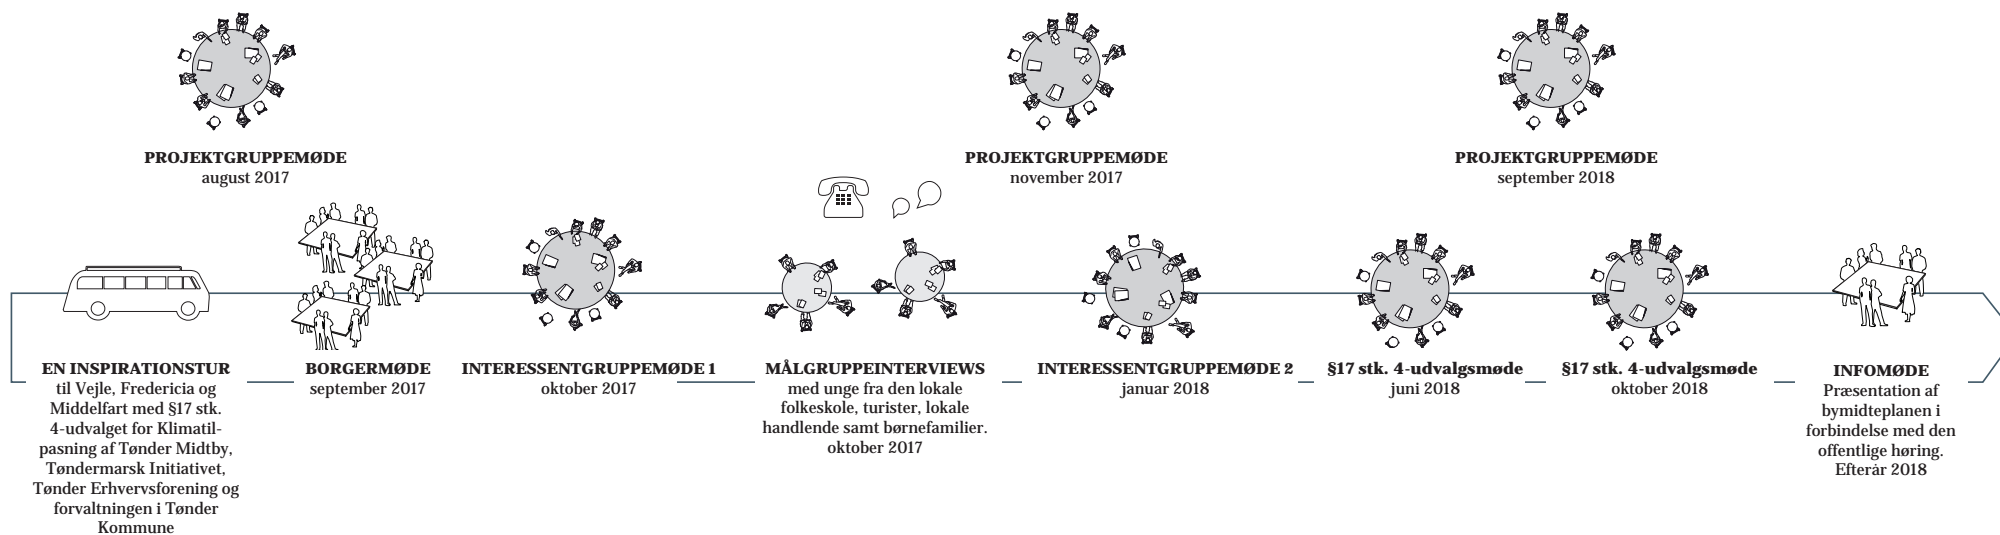 PROJEKTGRUPPEMØDE
august 2017
PROJEKTGRUPPEMØDE
november 2017
PROJEKTGRUPPEMØDE
september 2018
EN INSPIRATIONSTUR
til Vejle, Fredericia og
Middelfart med §17 stk.
4-udvalget for Klimatil-
pasning af Tønder Midtby,
Tøndermarsk Initiativet,
Tønder Erhvervsforening og
forvaltningen i Tønder
Kommune
BORGERMØDE
september 2017
INTERESSENTGRUPPEMØDE 1
oktober 2017
MÅLGRUPPEINTERVIEWS
med unge fra den lokale
folkeskole, turister, lokale
handlende samt børnefamilier.
oktober 2017
INTERESSENTGRUPPEMØDE 2
januar 2018
§17 stk. 4-udvalgsmøde
juni 2018
§17 stk. 4-udvalgsmøde
oktober 2018
INFOMØDE
Præsentation af
bymidteplanen i
forbindelse med den
offentlige høring.
Efterår 2018